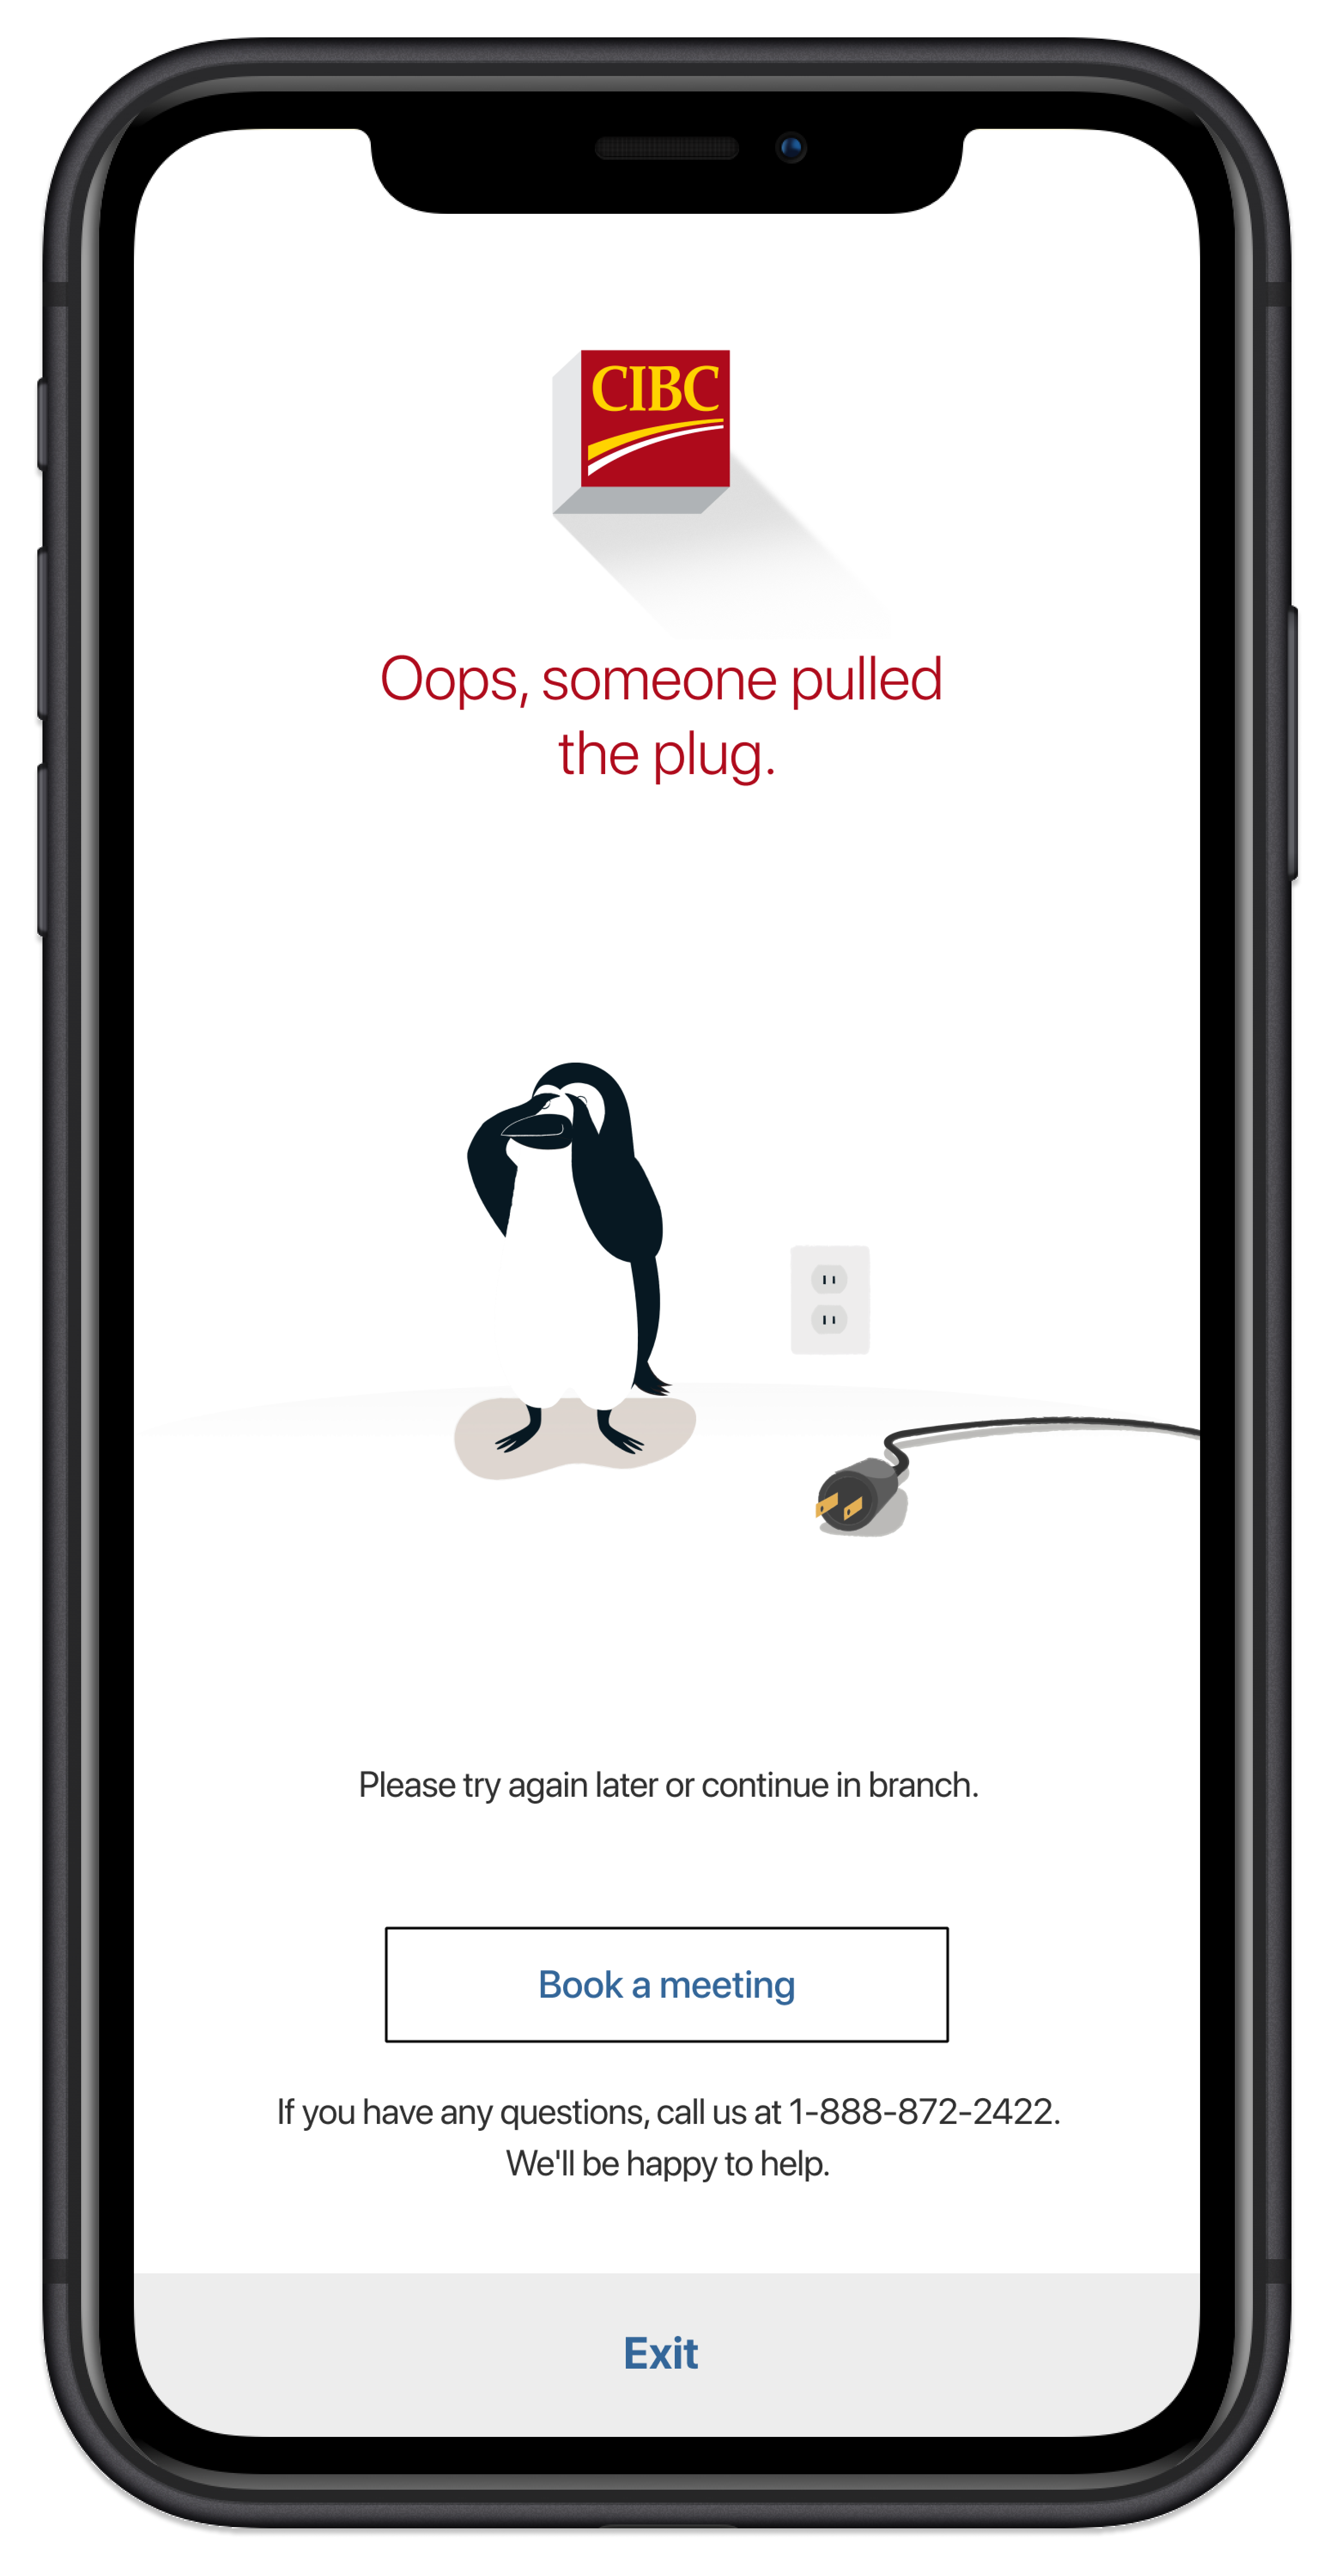 CIBC
Oops, someone pulled
the plug.
Please try again later or continue in branch.
Book a meeting
If you have any questions, call us at 1-888-872-2422.
We'll be happy to help.
Exit